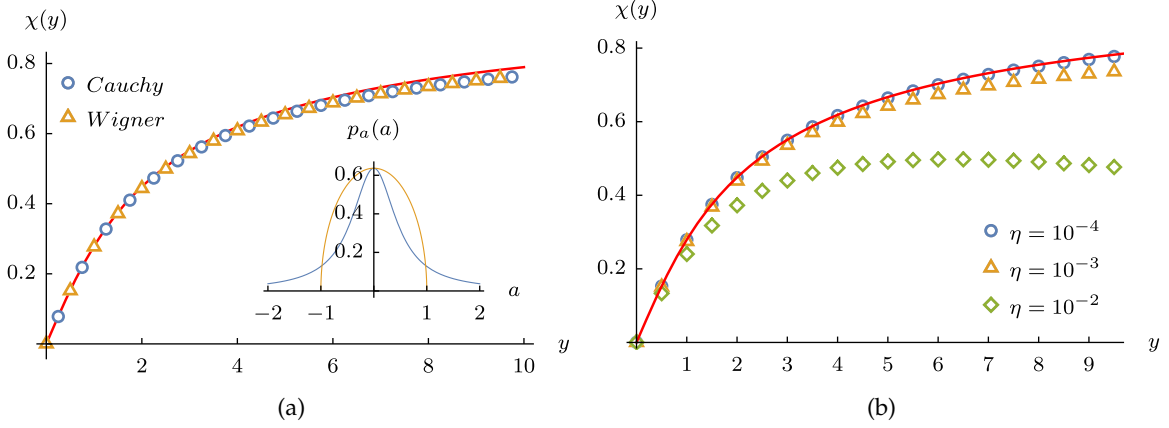 χ(y)
0.8
0.6
0.4
0.2
2 4 6 8 10
y
Cauchy
Wigner
p_a(a)
0.6
0.4
0.2
−2 −1 1 2
a
(a)
χ(y)
0.8
0.6
0.4
0.2
1 2 3 4 5 6 7 8 9
y
η = 10⁻⁴
η = 10⁻³
η = 10⁻²
(b)